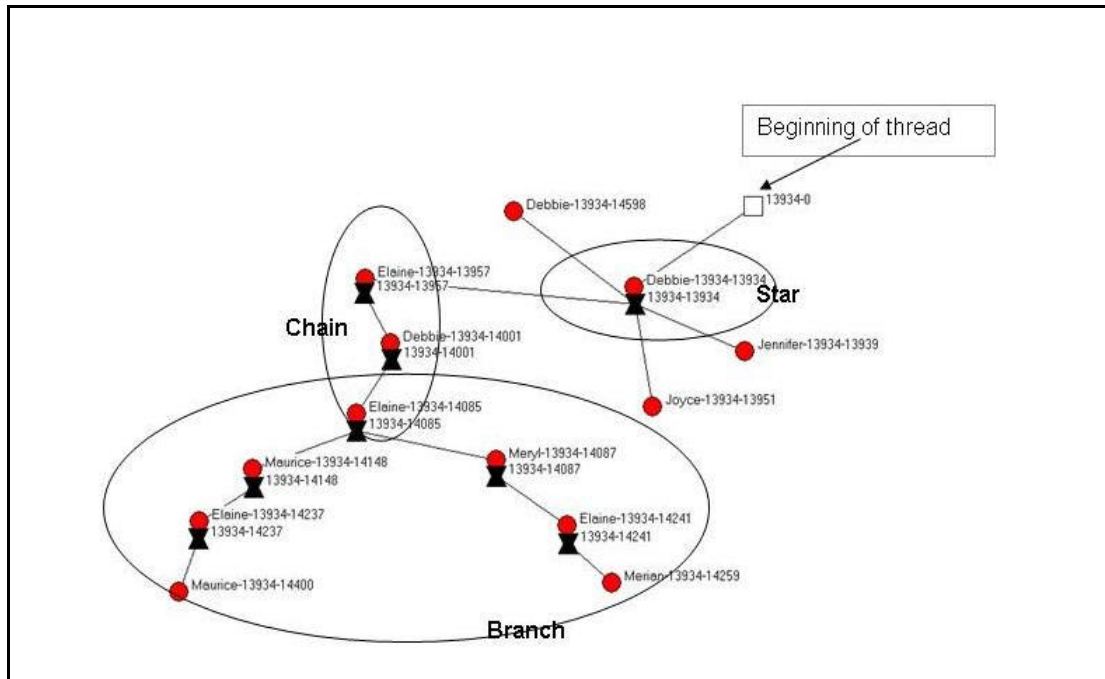 Beginning of thread
13934-0
Debbie-13934-14598
Elaine-13934-13957
13934-13957
Debbie-13934-13934
13934-13934
Star
Chain
Debbie-13934-14001
13934-14001
Jennifer-13934-13939
Joyce-13934-13951
Elaine-13934-14085
13934-14085
Maurice-13934-14148
13934-14148
Meryl-13934-14087
13934-14087
Elaine-13934-14237
13934-14237
Elaine-13934-14241
13934-14241
Maurice-13934-14400
Merian-13934-14259
Branch